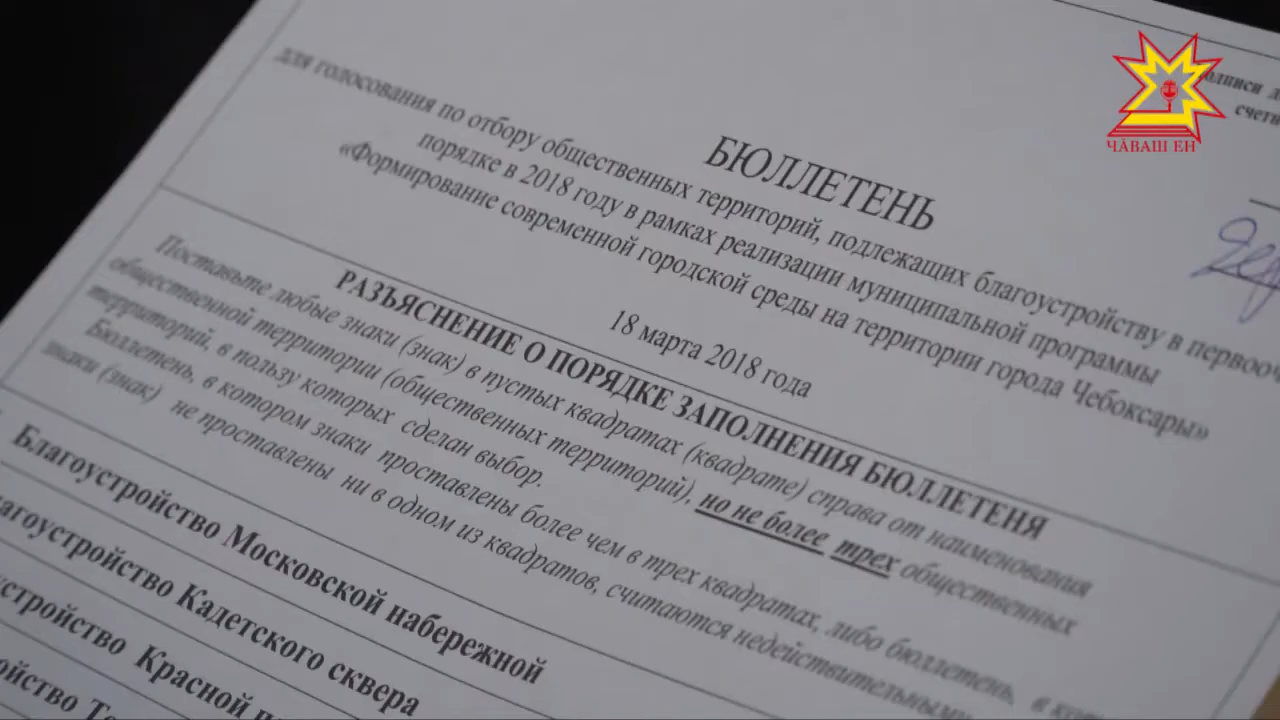 счетн
ЧӐВАШ ЕН
БЮЛЛЕТЕНЬ
для голосования по отбору общественных территорий, подлежащих благоустройству в первооч
порядке в 2018 году в рамках реализации муниципальной программы
«Формирование современной городской среды на территории города Чебоксары»
18 марта 2018 года
РАЗЪЯСНЕНИЕ О ПОРЯДКЕ ЗАПОЛНЕНИЯ БЮЛЛЕТЕНЯ
Поставьте любые знаки (знак) в пустых квадратах (квадрате) справа от наименования
общественной территории (общественных территорий), но не более трех общественных
территорий, в пользу которых сделан выбор.
Бюллетень, в котором знаки проставлены более чем в трех квадратах, либо бюллетень, в кото
знаки (знак) не проставлены ни в одном из квадратов, считаются недействительными
Благоустройство Московской набережной
лагоустройство Кадетского сквера
устройство Красной п